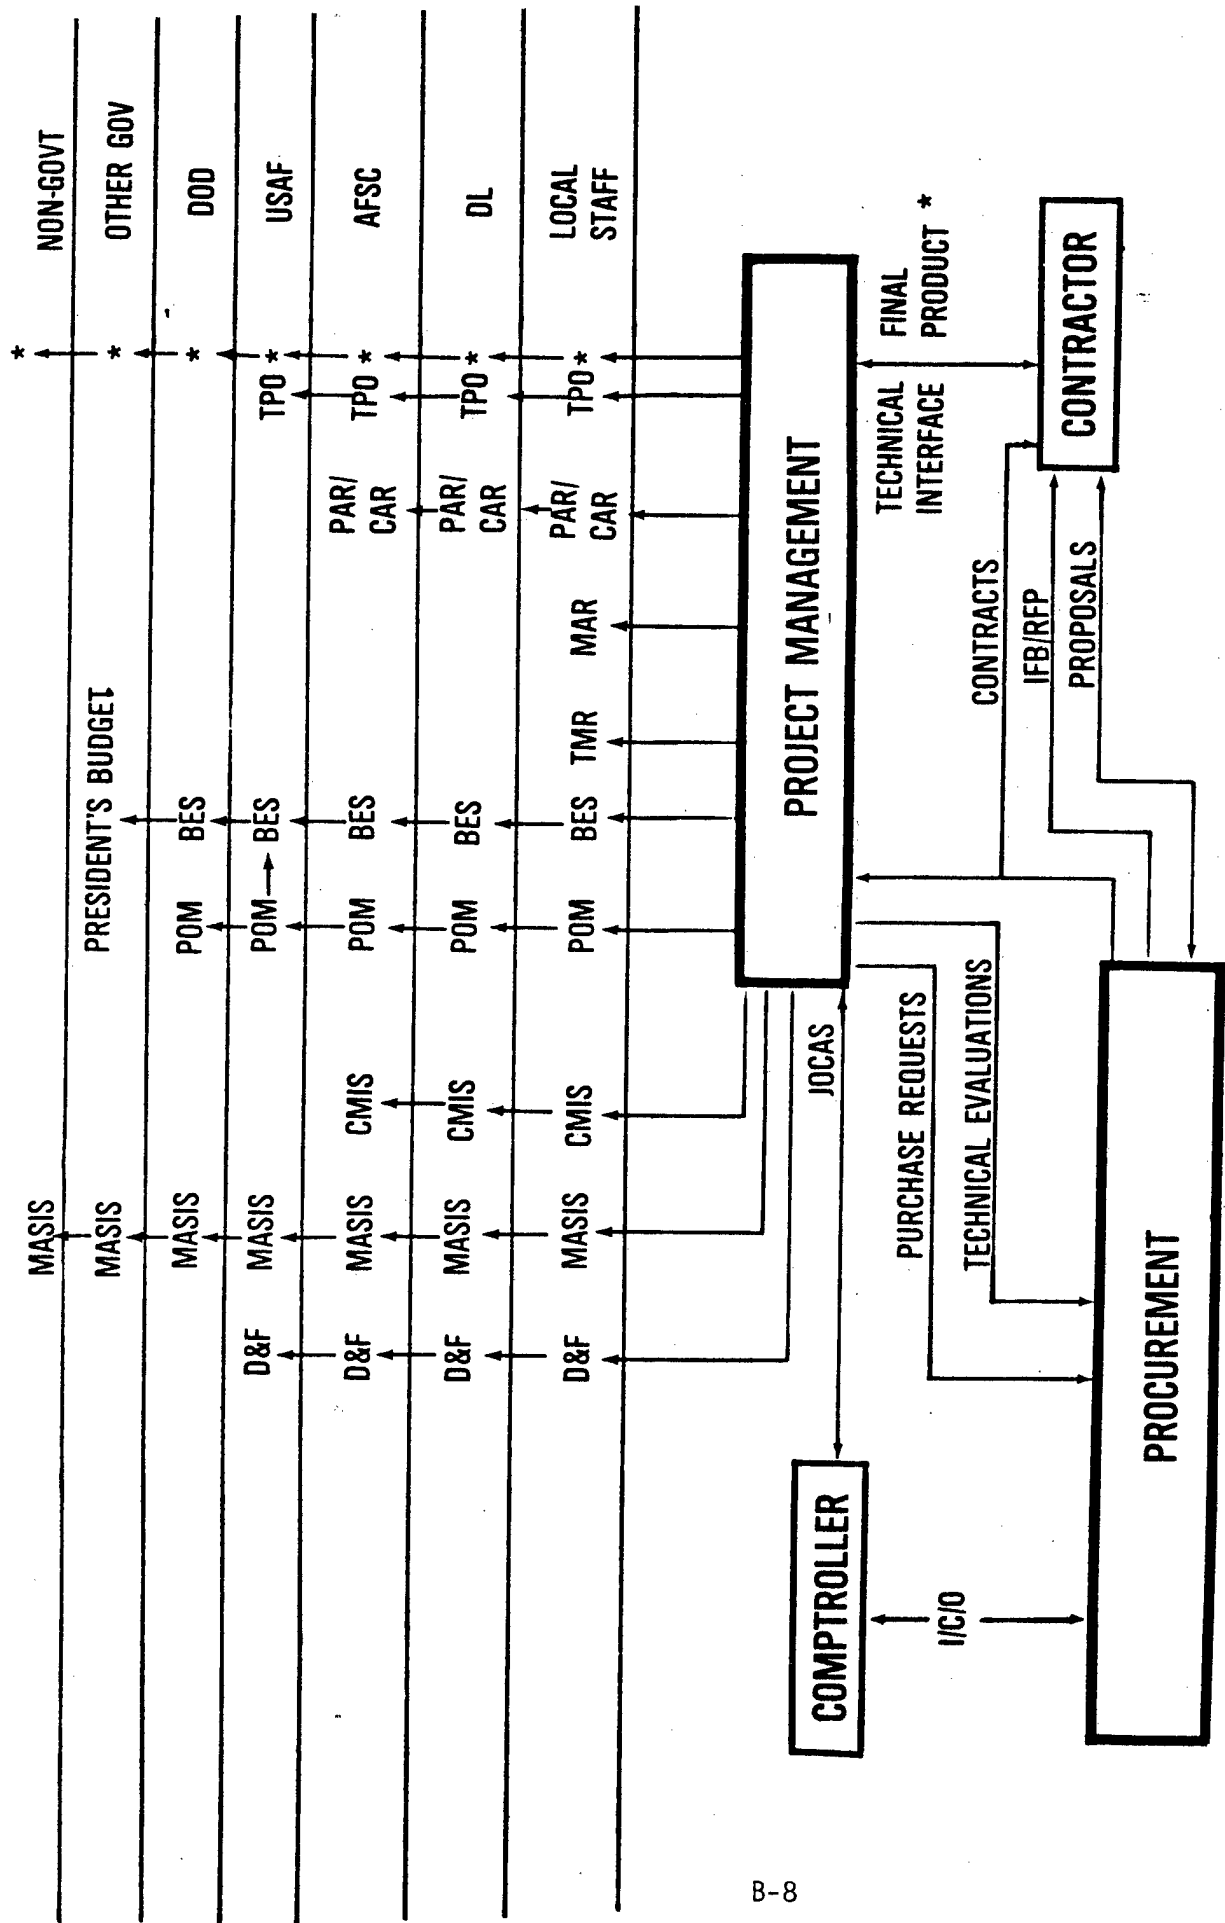 MASIS NON-GOVT *
MASIS PRESIDENT'S BUDGET * OTHER GOV
MASIS POM BES * DOD
D&F MASIS POM BES TPO * USAF
D&F MASIS CMIS POM BES PAR/ CAR TPO * AFSC
D&F MASIS CMIS POM BES PAR/ CAR TPO * DL
D&F MASIS CMIS POM BES TMR MAR PAR/ CAR TPO * LOCAL STAFF
PROJECT MANAGEMENT
JOCAS
COMPTROLLER
I/C/O
PURCHASE REQUESTS
TECHNICAL EVALUATIONS
TECHNICAL
INTERFACE
FINAL
PRODUCT *
CONTRACTS
IFB/RFP
PROPOSALS
CONTRACTOR
PROCUREMENT
B-8